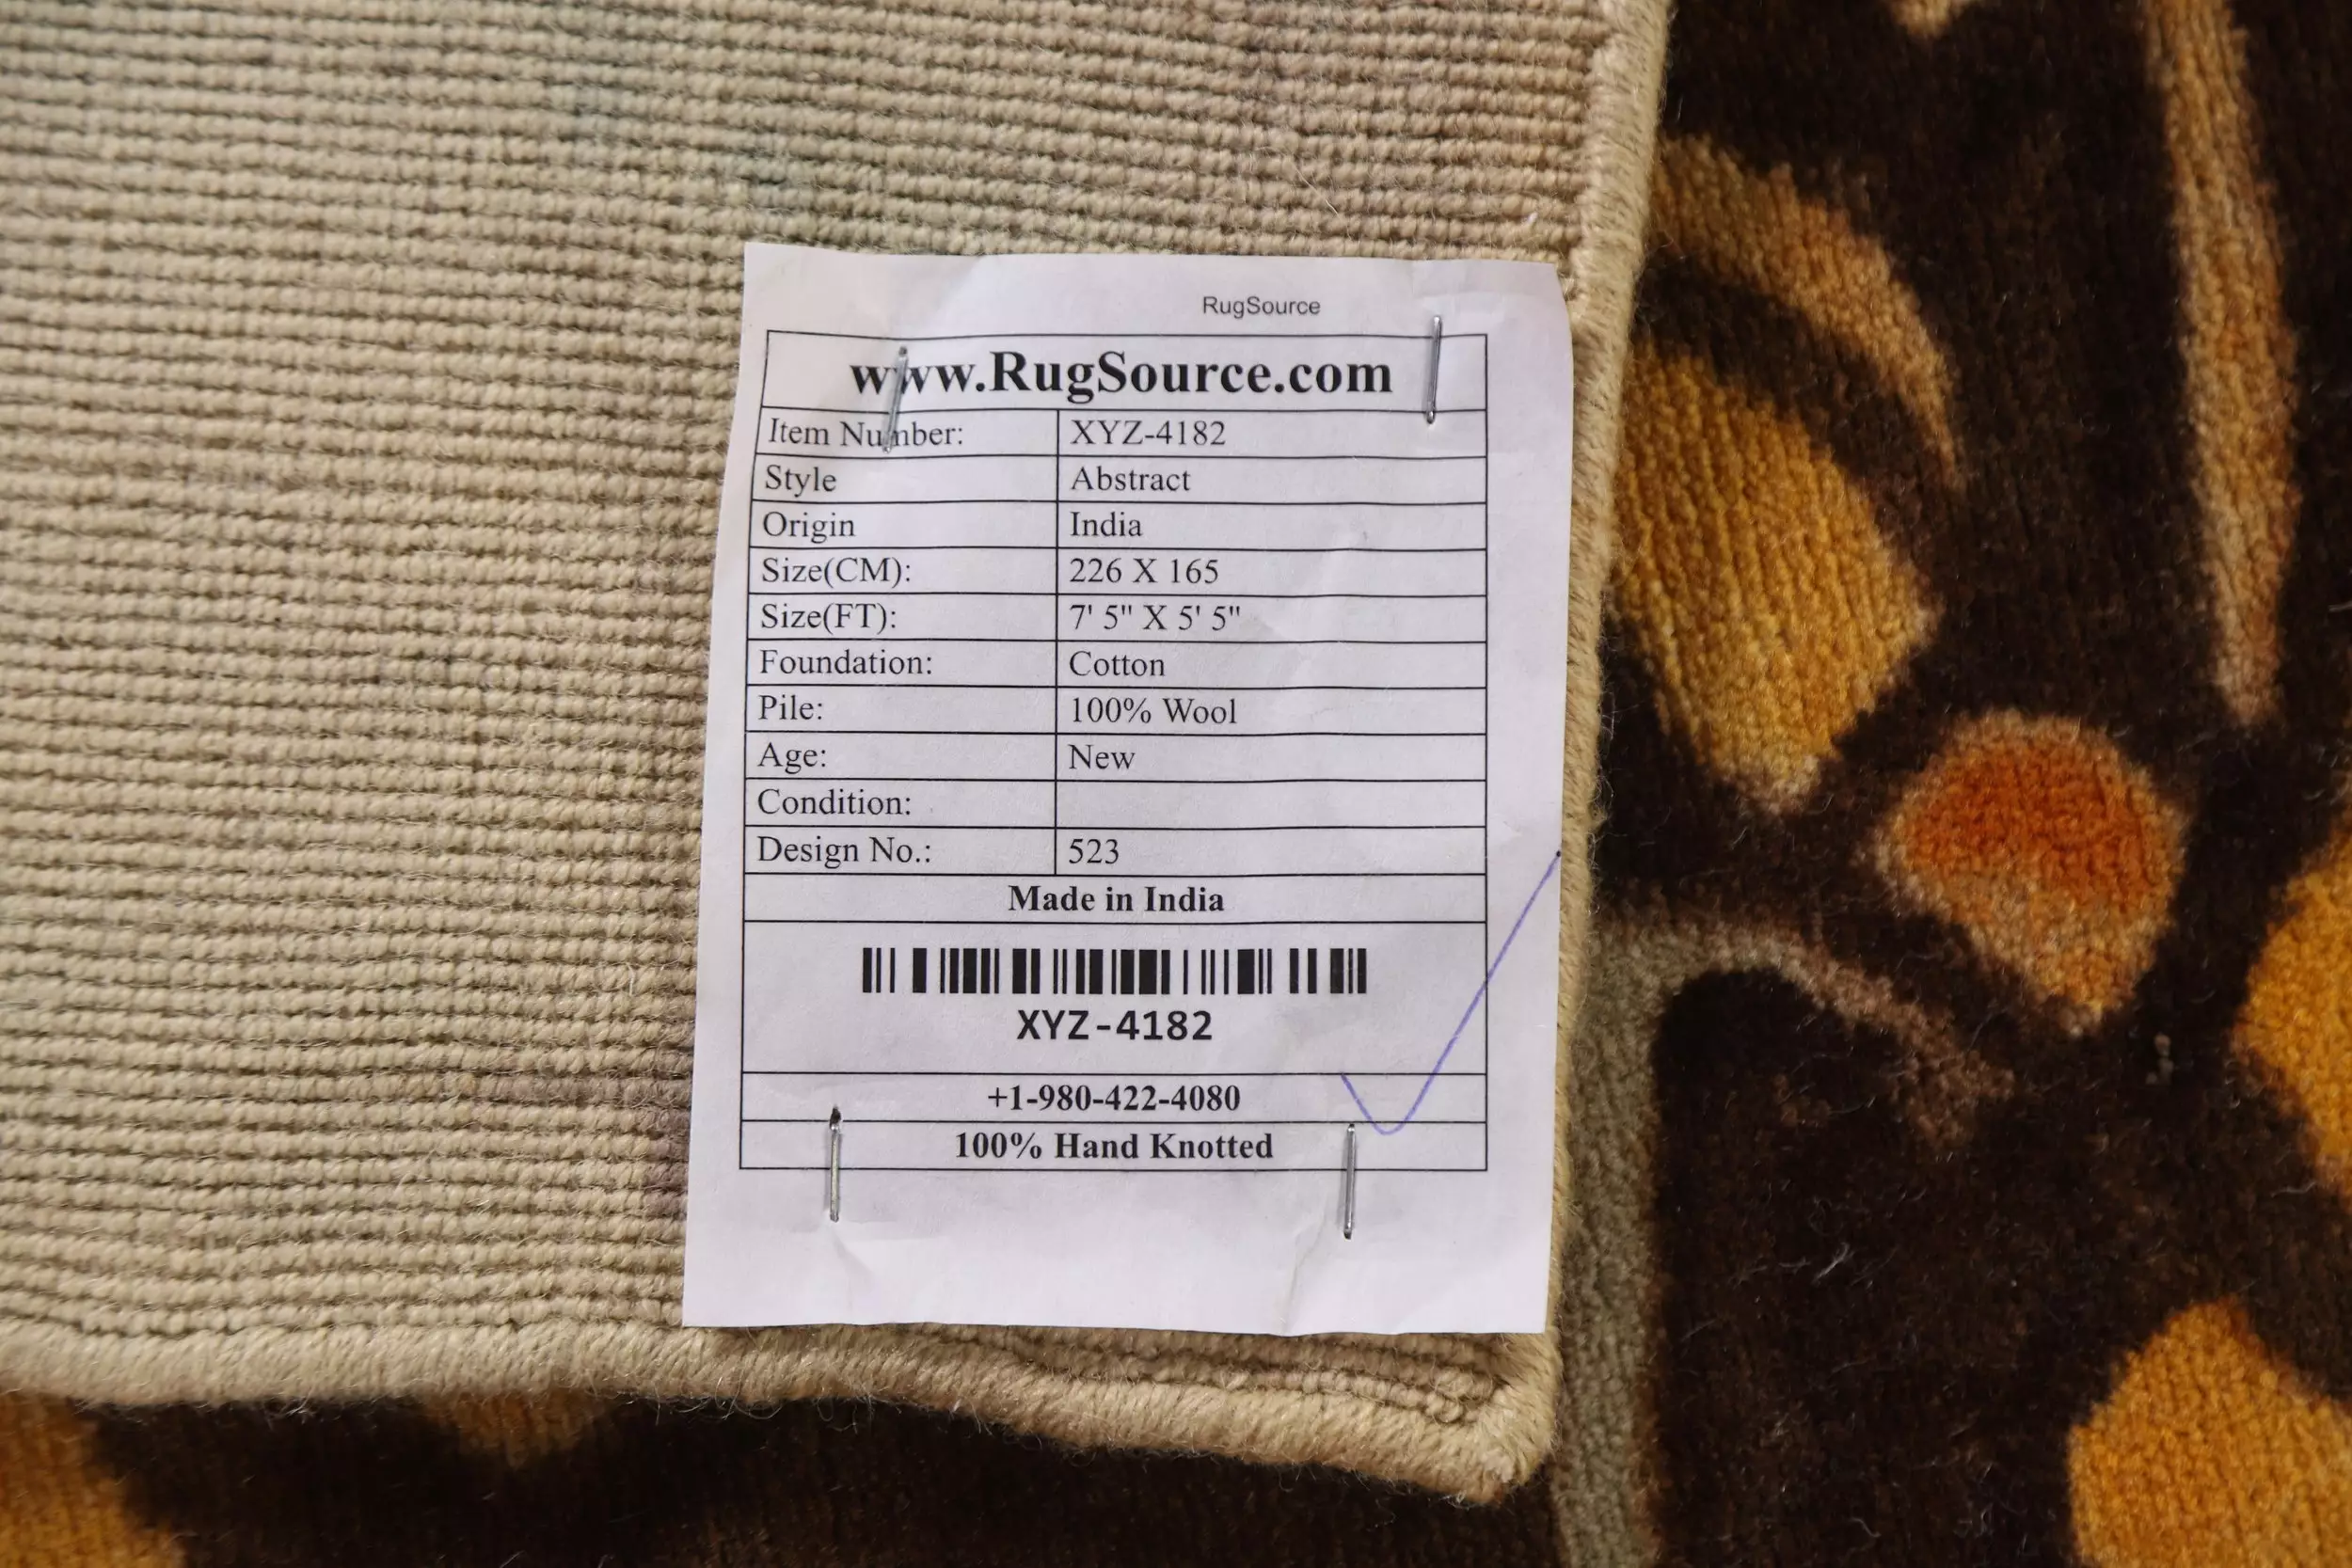 RugSource
www.RugSource.com
Item Number: XYZ-4182
Style Abstract
Origin India
Size(CM): 226 X 165
Size(FT): 7' 5" X 5' 5"
Foundation: Cotton
Pile: 100% Wool
Age: New
Condition:
Design No.: 523
Made in India
XYZ-4182
+1-980-422-4080
100% Hand Knotted